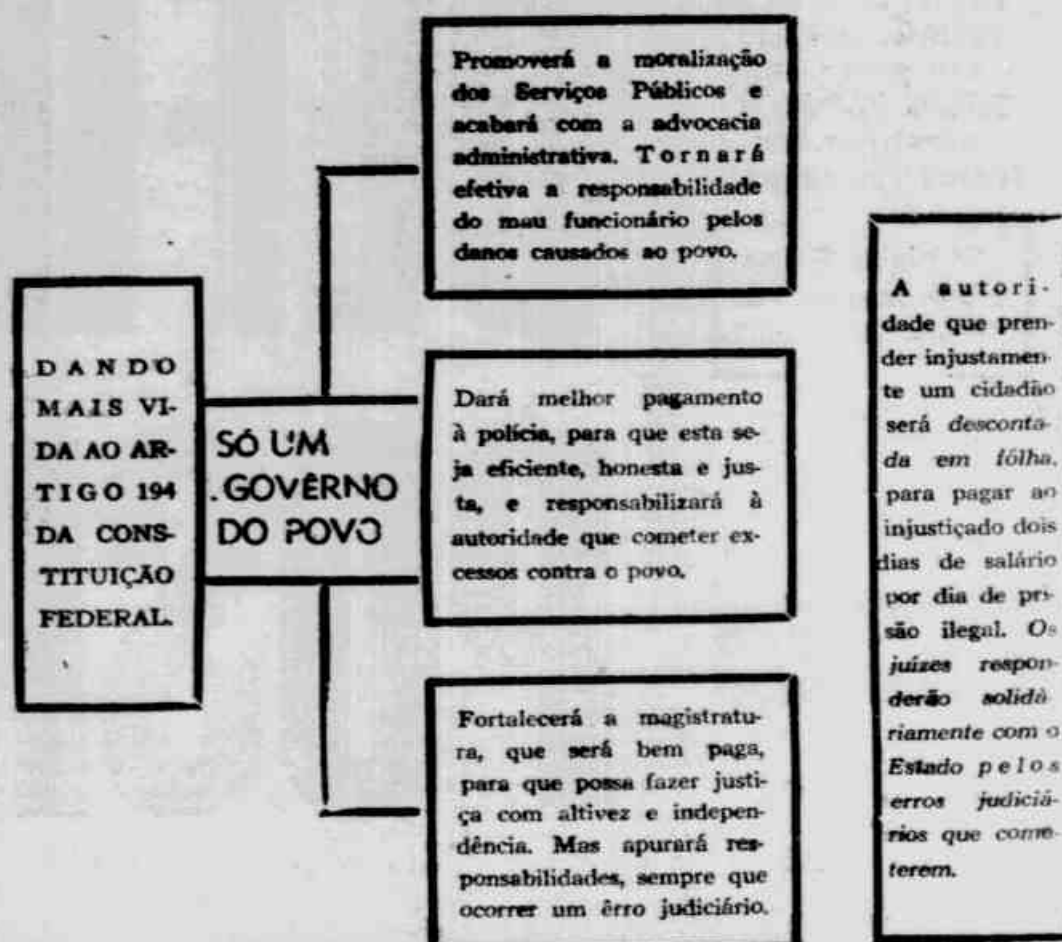 DANDO
MAIS VI-
DA AO AR-
TIGO 194
DA CONS-
TITUIÇÃO
FEDERAL.
SÓ UM
.GOVÊRNO
DO POVO
Promoverá a moralização
dos Serviços Públicos e
acabará com a advocacia
administrativa. Tornará
efetiva a responsabilidade
do mau funcionário pelos
danos causados ao povo.
Dará melhor pagamento
à polícia, para que esta se-
ja eficiente, honesta e jus-
ta, e responsabilizará à
autoridade que cometer ex-
cessos contra o povo.
Fortalecerá a magistratu-
ra, que será bem paga,
para que possa fazer justi-
ça com altivez e indepen-
dência. Mas apurará res-
ponsabilidades, sempre que
ocorrer um êrro judiciário.
A autori-
dade que pren-
der injustamen-
te um cidadão
será desconta-
da em fôlha,
para pagar ao
injustiçado dois
dias de salário
por dia de pri-
são ilegal. Os
juízes respon-
derão solidà-
riamente com o
Estado pelos
erros judiciá-
rios que come-
terem.